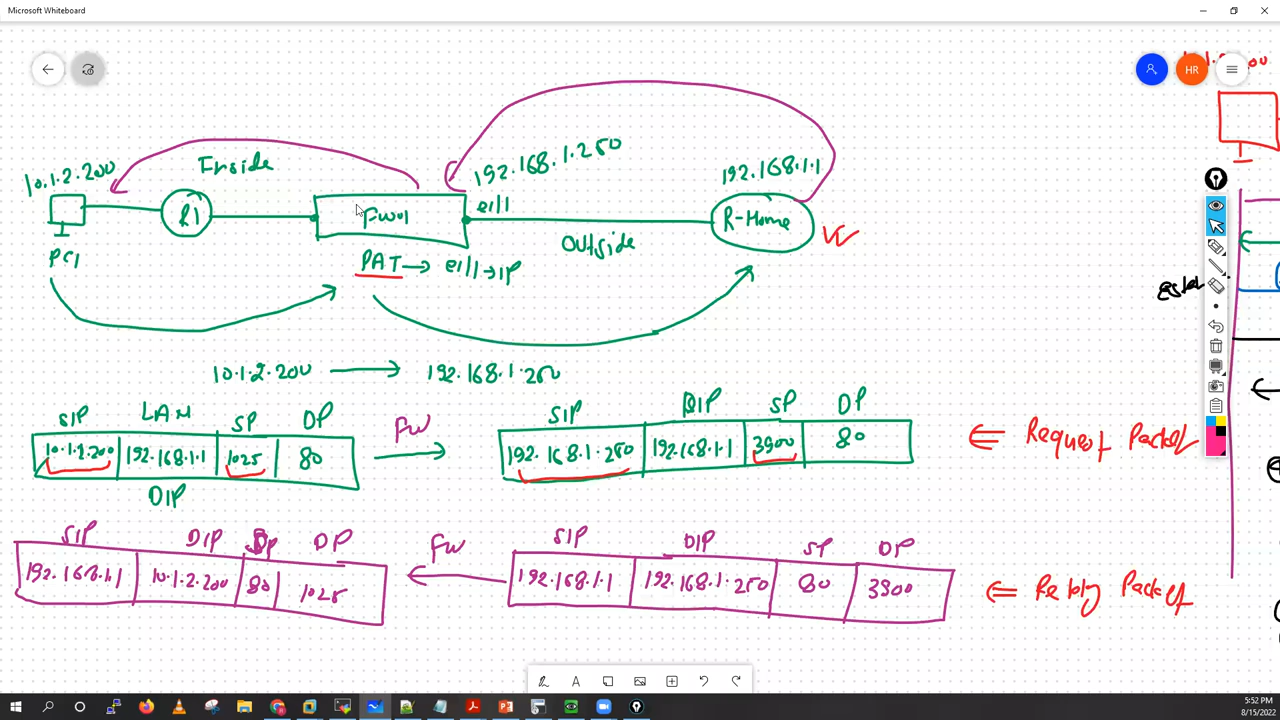 Microsoft Whiteboard
HR
10.1.2.200
Inside
192.168.1.250
192.168.1.1
R1
FW01
e1/1
R-Home
PC1
Outside
PAT → e1/1 → IP
10.1.2.200 → 192.168.1.250
SIP LAN SP DP
10.1.2.200 192.168.1.1 1025 80
DIP
FW
SIP DIP SP DP
192.168.1.250 192.168.1.1 3900 80
Request Packet
SIP DIP SP DP
192.168.1.1 10.1.2.200 80 1025
FW
SIP DIP SP DP
192.168.1.1 192.168.1.250 80 3900
Reply Packet
A
5:52 PM
8/15/2022